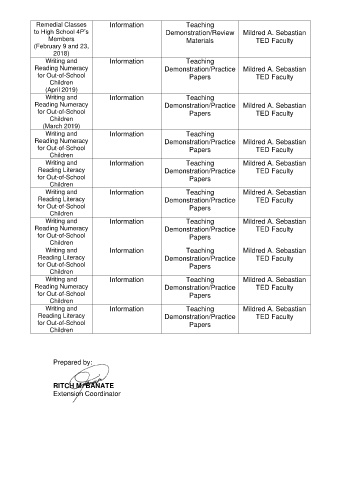 Remedial Classes to High School 4P's Members (February 9 and 23, 2018) | Information | Teaching Demonstration/Review Materials | Mildred A. Sebastian TED Faculty
Writing and Reading Numeracy for Out-of-School Children (April 2019) | Information | Teaching Demonstration/Practice Papers | Mildred A. Sebastian TED Faculty
Writing and Reading Numeracy for Out-of-School Children (March 2019) | Information | Teaching Demonstration/Practice Papers | Mildred A. Sebastian TED Faculty
Writing and Reading Numeracy for Out-of-School Children | Information | Teaching Demonstration/Practice Papers | Mildred A. Sebastian TED Faculty
Writing and Reading Literacy for Out-of-School Children | Information | Teaching Demonstration/Practice Papers | Mildred A. Sebastian TED Faculty
Writing and Reading Literacy for Out-of-School Children | Information | Teaching Demonstration/Practice Papers | Mildred A. Sebastian TED Faculty
Writing and Reading Numeracy for Out-of-School Children | Information | Teaching Demonstration/Practice Papers | Mildred A. Sebastian TED Faculty
Writing and Reading Literacy for Out-of-School Children | Information | Teaching Demonstration/Practice Papers | Mildred A. Sebastian TED Faculty
Writing and Reading Numeracy for Out-of-School Children | Information | Teaching Demonstration/Practice Papers | Mildred A. Sebastian TED Faculty
Writing and Reading Literacy for Out-of-School Children | Information | Teaching Demonstration/Practice Papers | Mildred A. Sebastian TED Faculty
Prepared by:
RITCH M. BANATE
Extension Coordinator